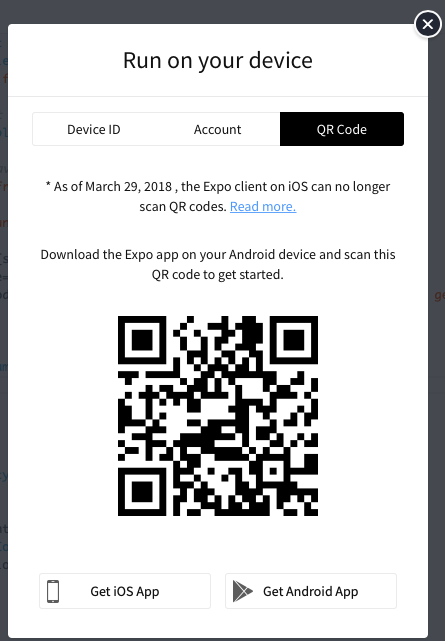 Run on your device
Device ID
Account
QR Code
* As of March 29, 2018 , the Expo client on iOS can no longer
scan QR codes. Read more.
Download the Expo app on your Android device and scan this
QR code to get started.
Get iOS App
Get Android App